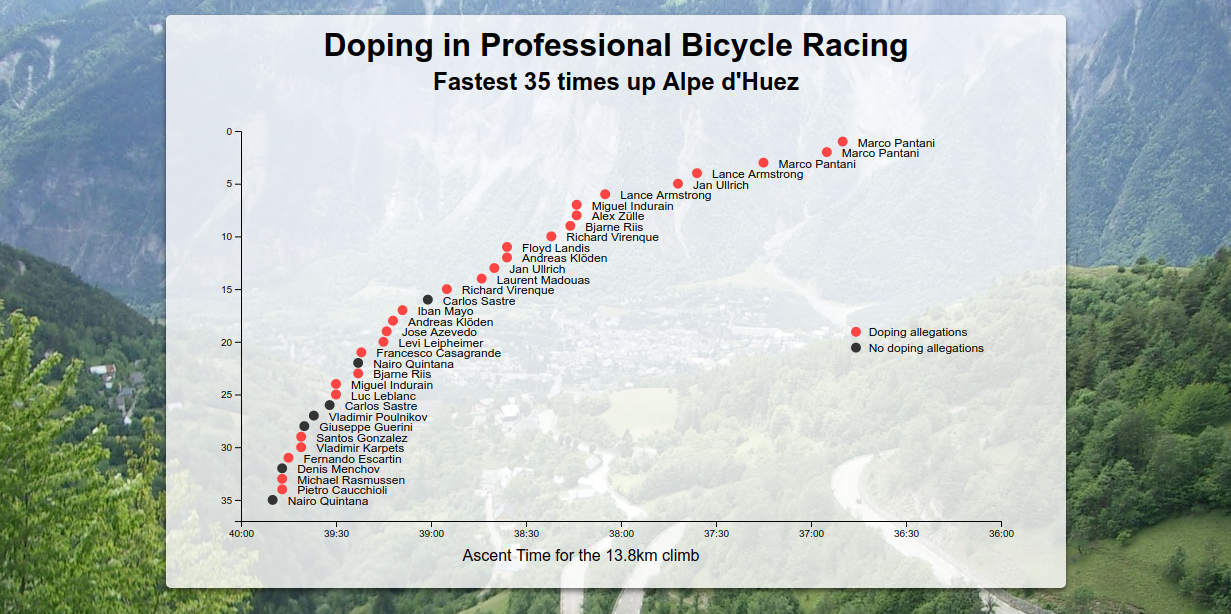 Doping in Professional Bicycle Racing
Fastest 35 times up Alpe d'Huez
0
Marco Pantani
Marco Pantani
Marco Pantani
Lance Armstrong
5
Jan Ullrich
Lance Armstrong
Miguel Indurain
Alex Zülle
Bjarne Riis
10
Richard Virenque
Floyd Landis
Andreas Klöden
Jan Ullrich
Laurent Madouas
15
Richard Virenque
Carlos Sastre
Iban Mayo
Andreas Klöden
Jose Azevedo
20
Levi Leipheimer
Francesco Casagrande
Nairo Quintana
Bjarne Riis
Miguel Indurain
25
Luc Leblanc
Carlos Sastre
Vladimir Poulnikov
Giuseppe Guerini
Santos Gonzalez
30
Vladimir Karpets
Fernando Escartin
Denis Menchov
Michael Rasmussen
Pietro Caucchioli
35
Nairo Quintana
Doping allegations
No doping allegations
40:00 39:30 39:00 38:30 38:00 37:30 37:00 36:30 36:00
Ascent Time for the 13.8km climb